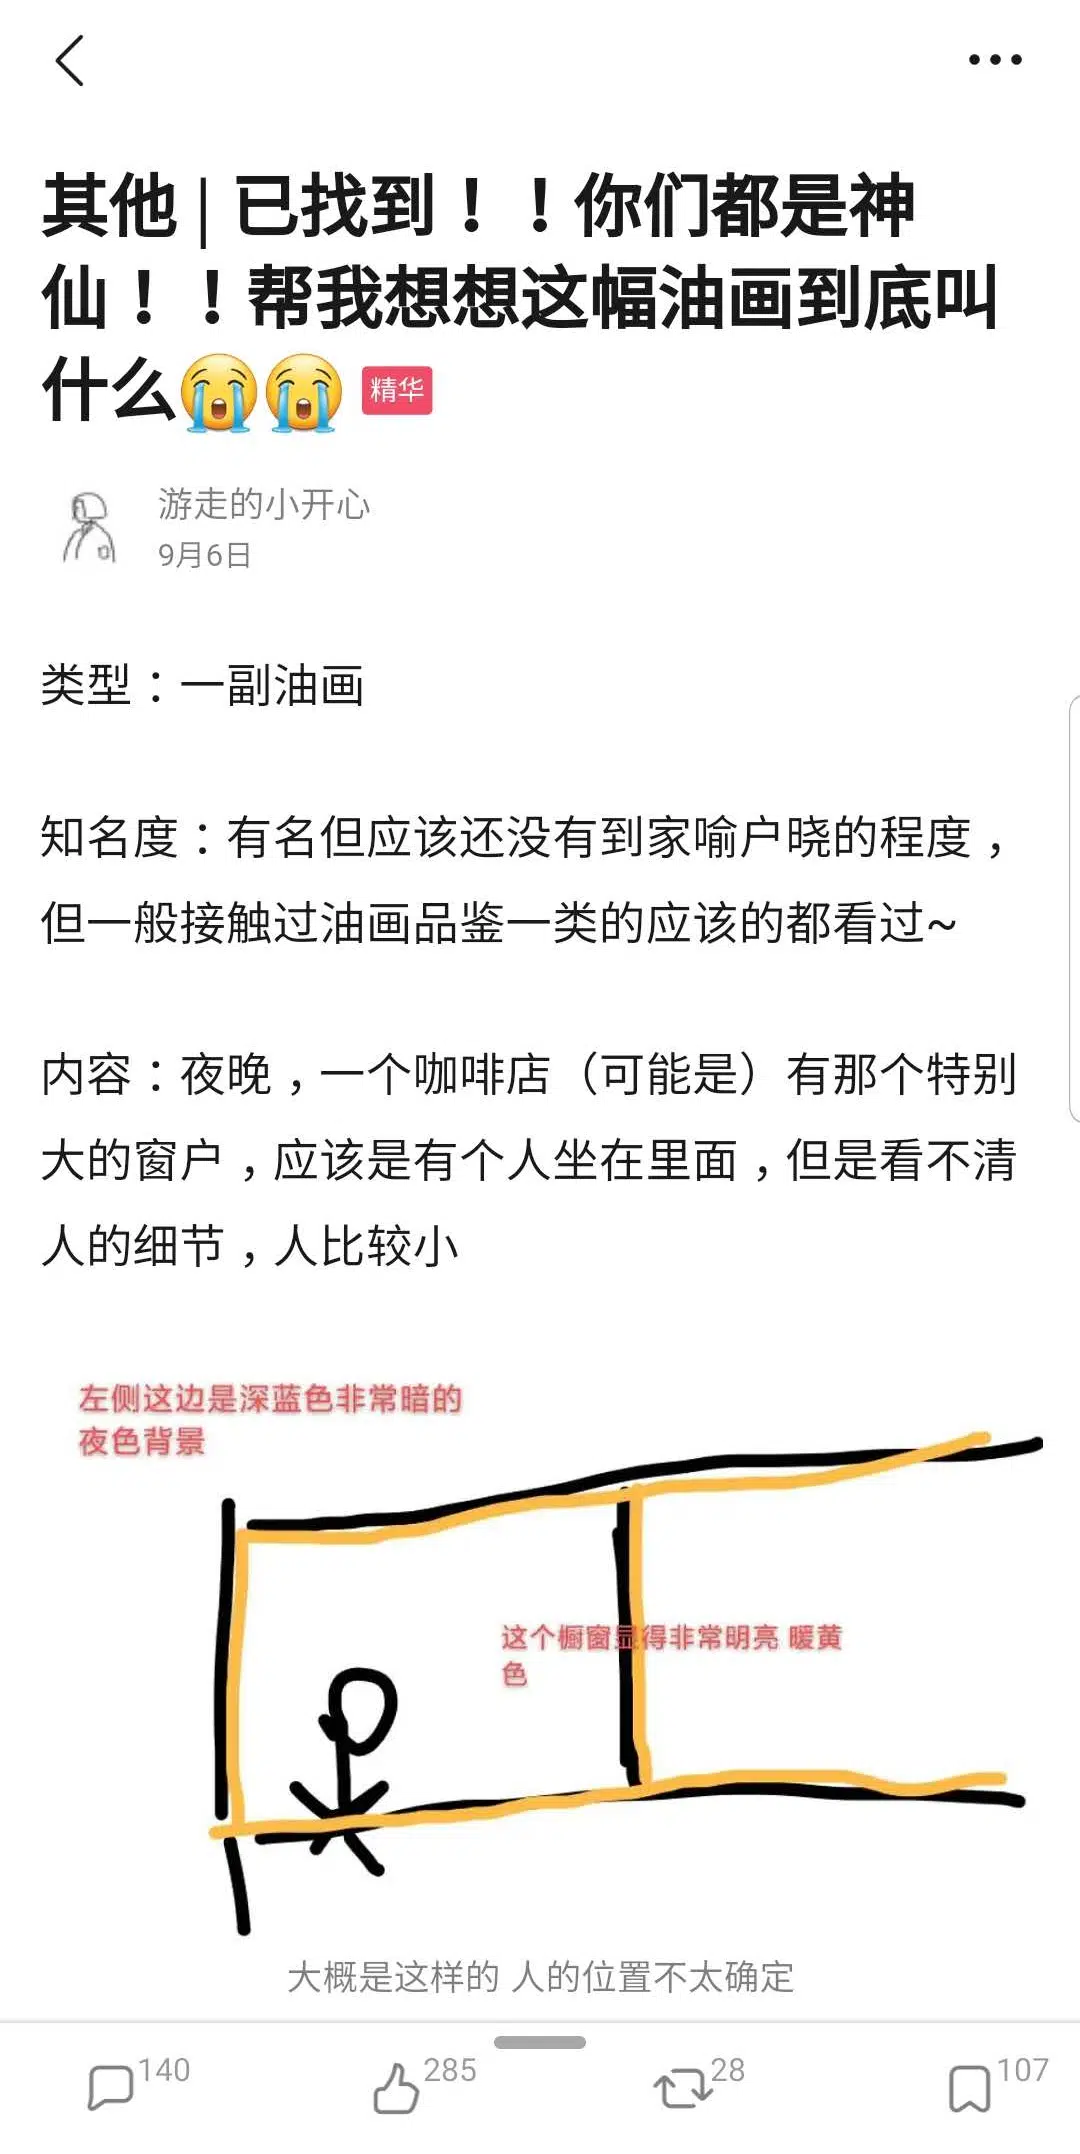 其他 | 已找到！！你们都是神
仙！！帮我想想这幅油画到底叫
什么😭😭 精华
游走的小开心
9月6日
类型：一副油画
知名度：有名但应该还没有到家喻户晓的程度，
但一般接触过油画品鉴一类的应该的都看过~
内容：夜晚，一个咖啡店（可能是）有那个特别
大的窗户，应该是有个人坐在里面，但是看不清
人的细节，人比较小
左侧这边是深蓝色非常暗的
夜色背景
这个橱窗显得非常明亮 暖黄
色
大概是这样的 人的位置不太确定
140 285 28 107